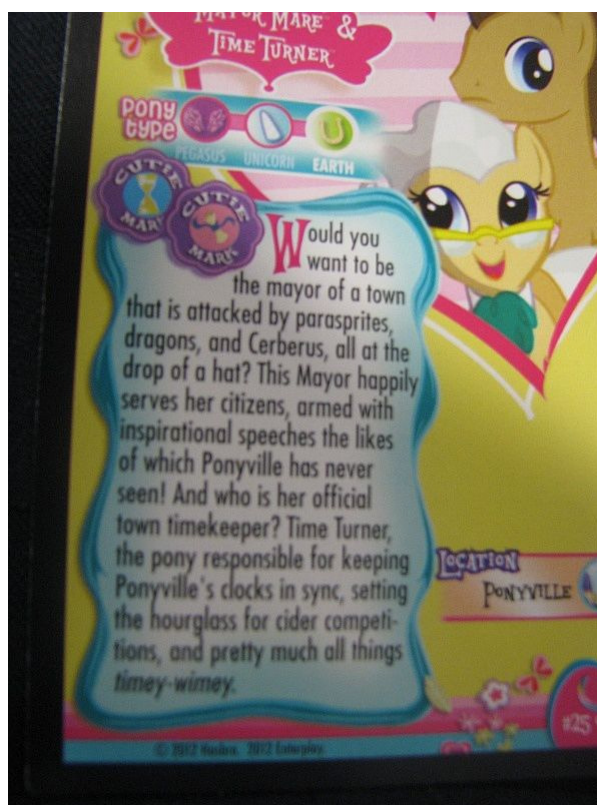 MAYOR MARE™ &
TIME TURNER™
PONY
TYPE
PEGASUS UNICORN EARTH
CUTIE
MARK
CUTIE
MARK
Would you
want to be
the mayor of a town
that is attacked by parasprites,
dragons, and Cerberus, all at the
drop of a hat? This Mayor happily
serves her citizens, armed with
inspirational speeches the likes
of which Ponyville has never
seen! And who is her official
town timekeeper? Time Turner,
the pony responsible for keeping
Ponyville's clocks in sync, setting
the hourglass for cider competi-
tions, and pretty much all things
timey-wimey.
LOCATION
PONYVILLE
#25
© 2012 Hasbro. 2012 Enterplay.